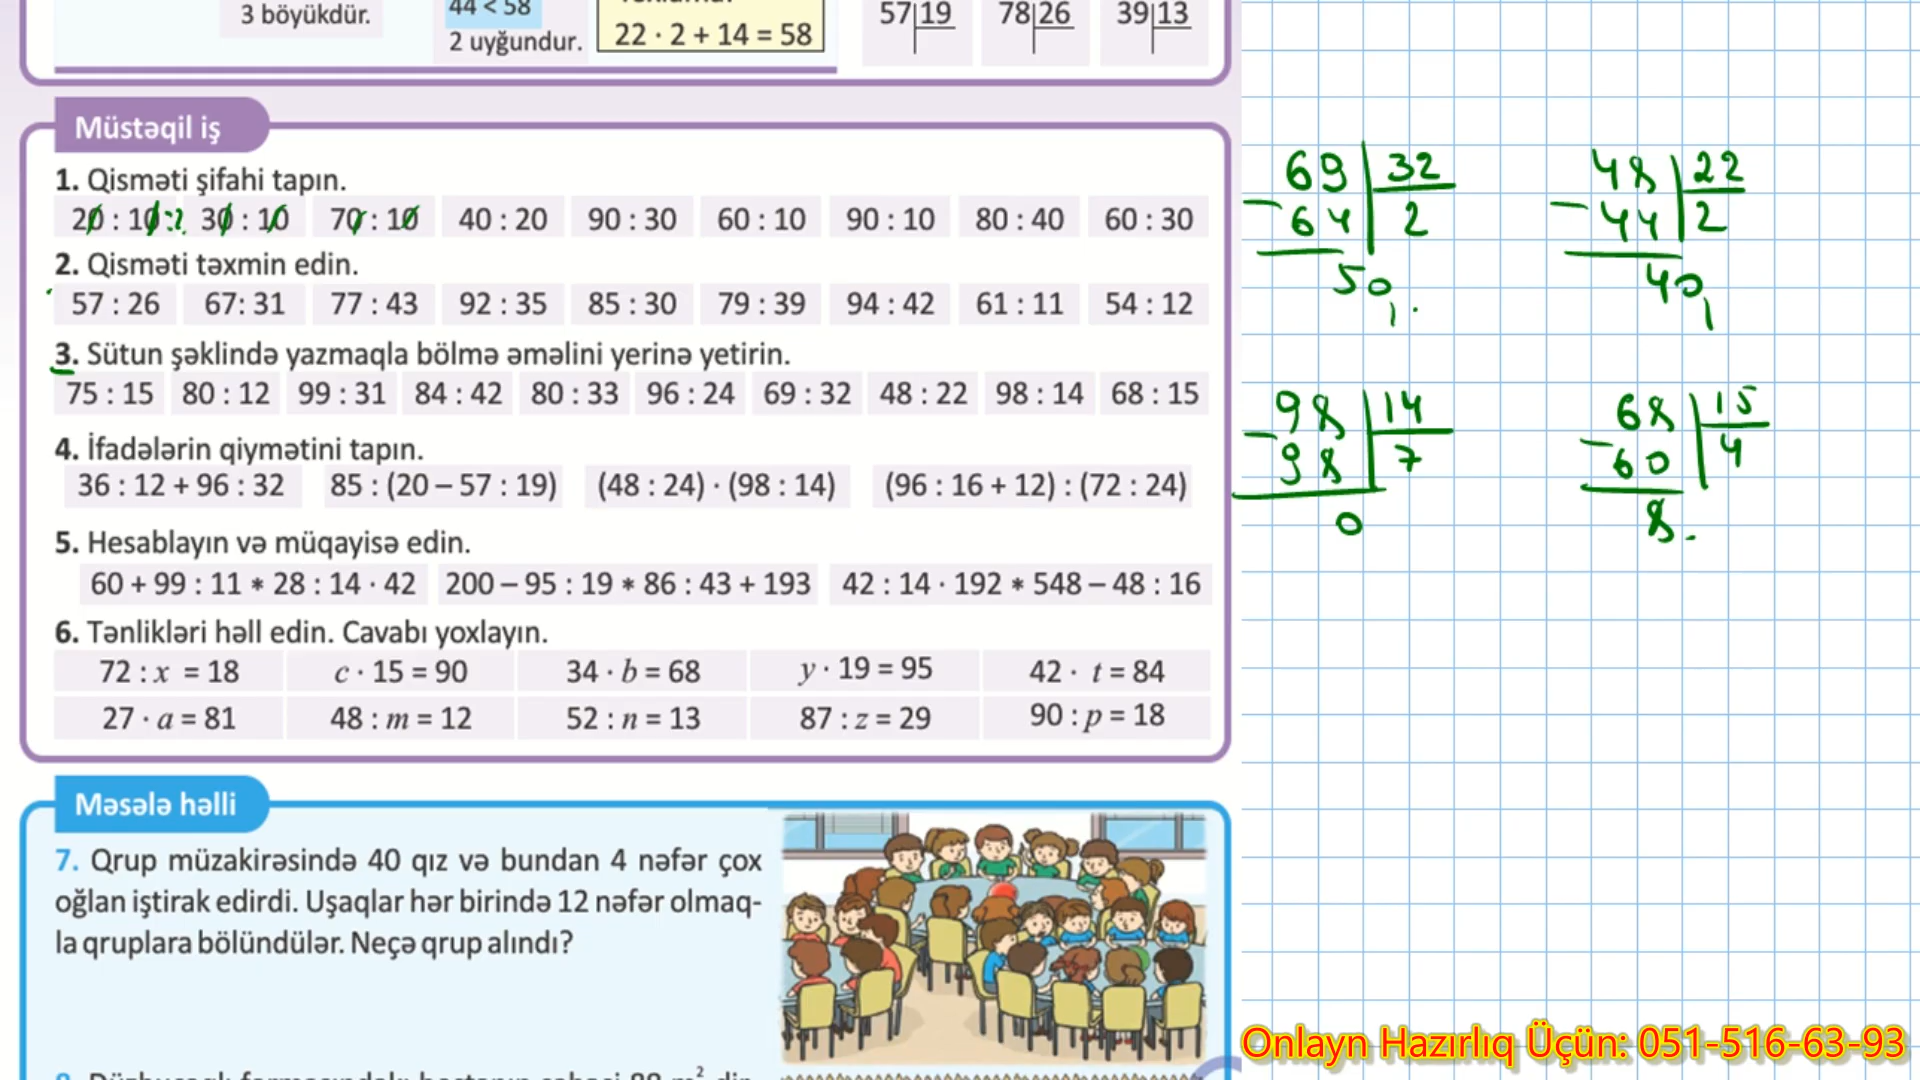 3 böyükdür.
44 < 58
2 uyğundur.
22 · 2 + 14 = 58
57 19
78 26
39 13
Müstəqil iş
1. Qisməti şifahi tapın.
20 : 10 = 2 30 : 10 70 : 10 40 : 20 90 : 30 60 : 10 90 : 10 80 : 40 60 : 30
2. Qisməti təxmin edin.
57 : 26 67: 31 77 : 43 92 : 35 85 : 30 79 : 39 94 : 42 61 : 11 54 : 12
3. Sütun şəklində yazmaqla bölmə əməlini yerinə yetirin.
75 : 15 80 : 12 99 : 31 84 : 42 80 : 33 96 : 24 69 : 32 48 : 22 98 : 14 68 : 15
4. İfadələrin qiymətini tapın.
36 : 12 + 96 : 32 85 : (20 – 57 : 19) (48 : 24) · (98 : 14) (96 : 16 + 12) : (72 : 24)
5. Hesablayın və müqayisə edin.
60 + 99 : 11 * 28 : 14 · 42 200 – 95 : 19 * 86 : 43 + 193 42 : 14 · 192 * 548 – 48 : 16
6. Tənlikləri həll edin. Cavabı yoxlayın.
72 : x = 18 c · 15 = 90 34 · b = 68 y · 19 = 95 42 · t = 84
27 · a = 81 48 : m = 12 52 : n = 13 87 : z = 29 90 : p = 18
Məsələ həlli
7. Qrup müzakirəsində 40 qız və bundan 4 nəfər çox
oğlan iştirak edirdi. Uşaqlar hər birində 12 nəfər olmaq-
la qruplara bölündülər. Neçə qrup alındı?
69 32
– 64 2
50
48 22
– 44 2
40
98 14
– 98 7
0
68 15
– 60 4
8.
Onlayn Hazırlıq Üçün: 051-516-63-93